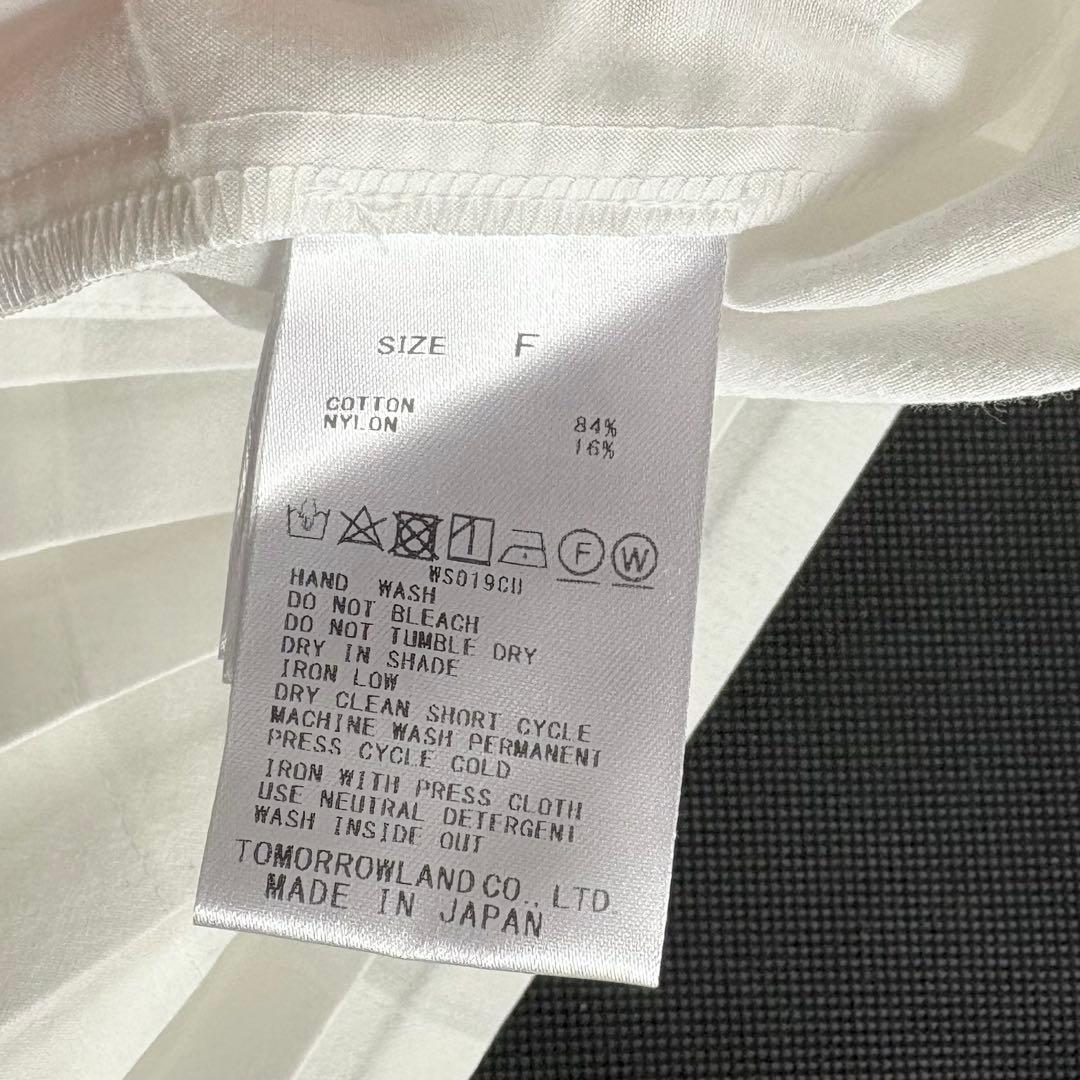 SIZE F
COTTON 84%
NYLON 16%
F W
WS019CU
HAND WASH
DO NOT BLEACH
DO NOT TUMBLE DRY
DRY IN SHADE
IRON LOW
DRY CLEAN SHORT CYCLE
MACHINE WASH PERMANENT
PRESS CYCLE COLD
IRON WITH PRESS CLOTH
USE NEUTRAL DETERGENT
WASH INSIDE OUT
TOMORROWLAND CO., LTD.
MADE IN JAPAN